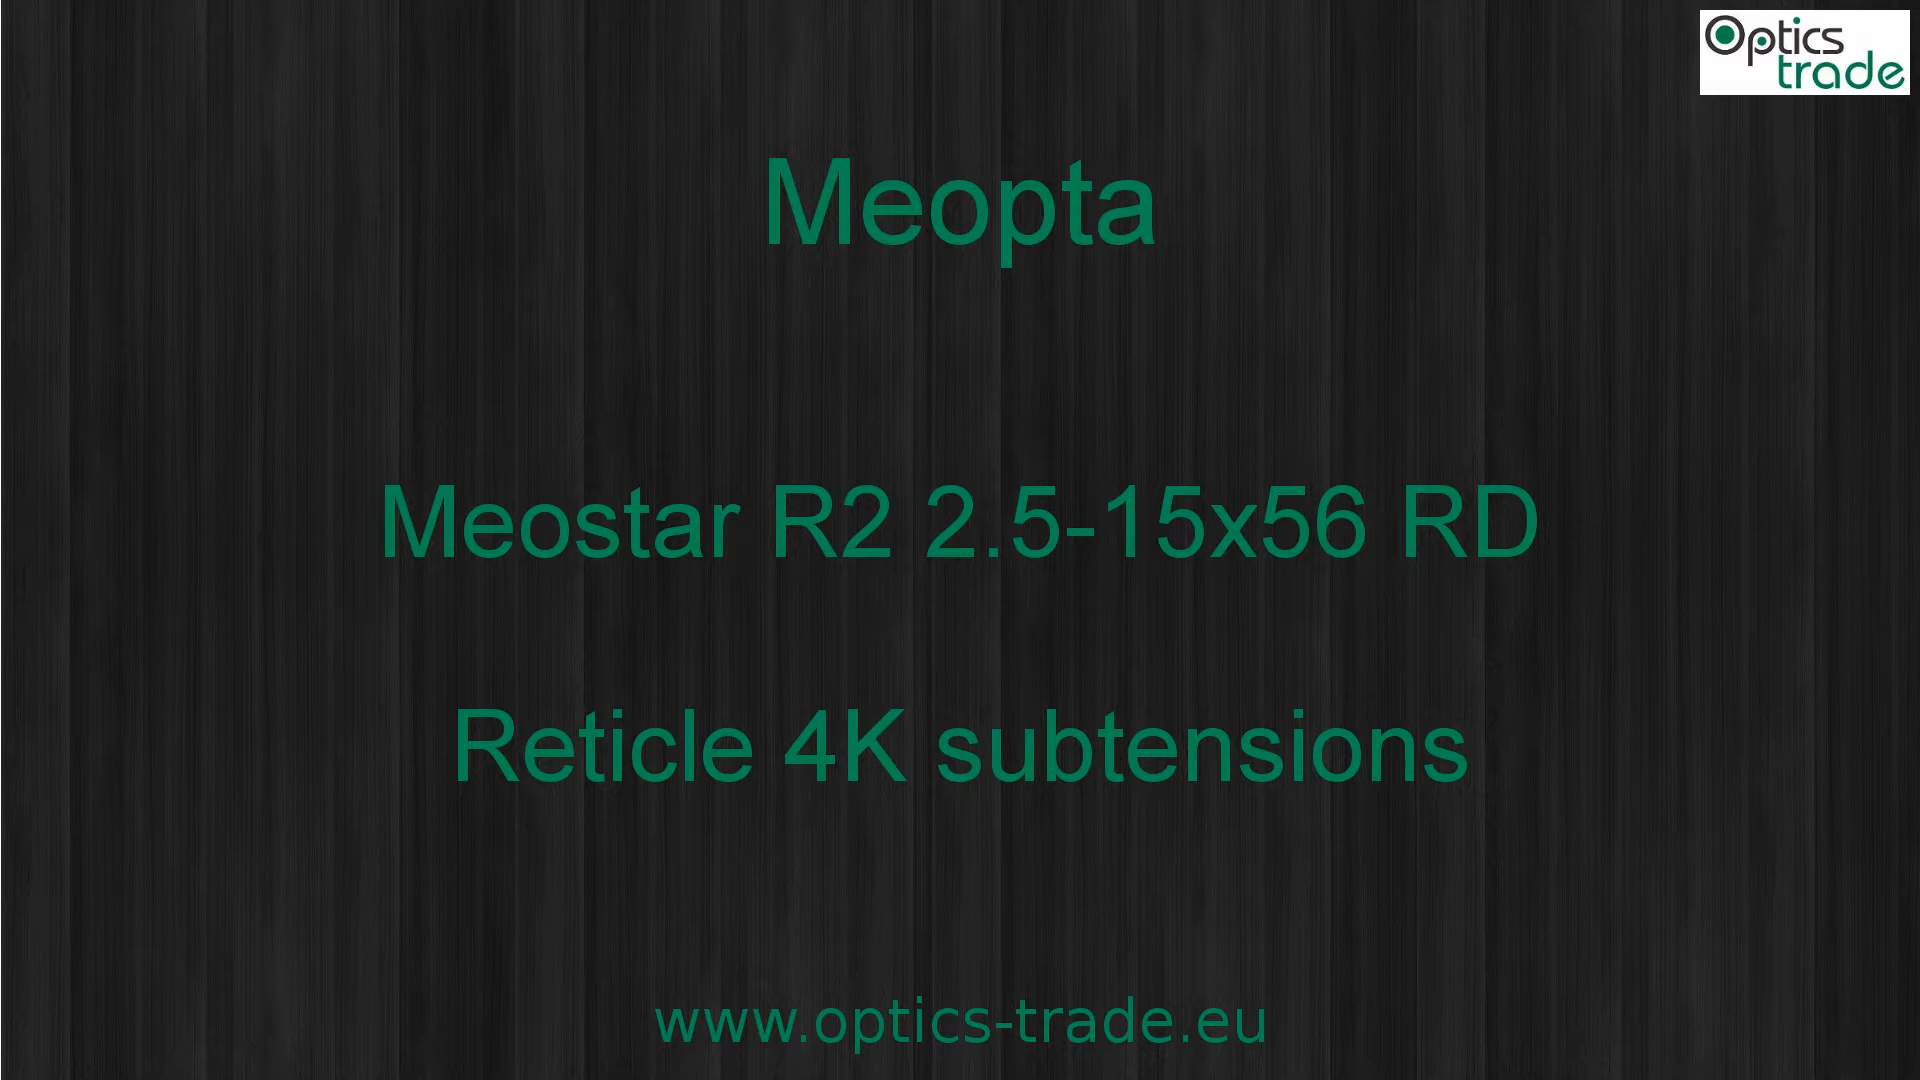 Optics
trade
Meopta
Meostar R2 2.5-15x56 RD
Reticle 4K subtensions
www.optics-trade.eu